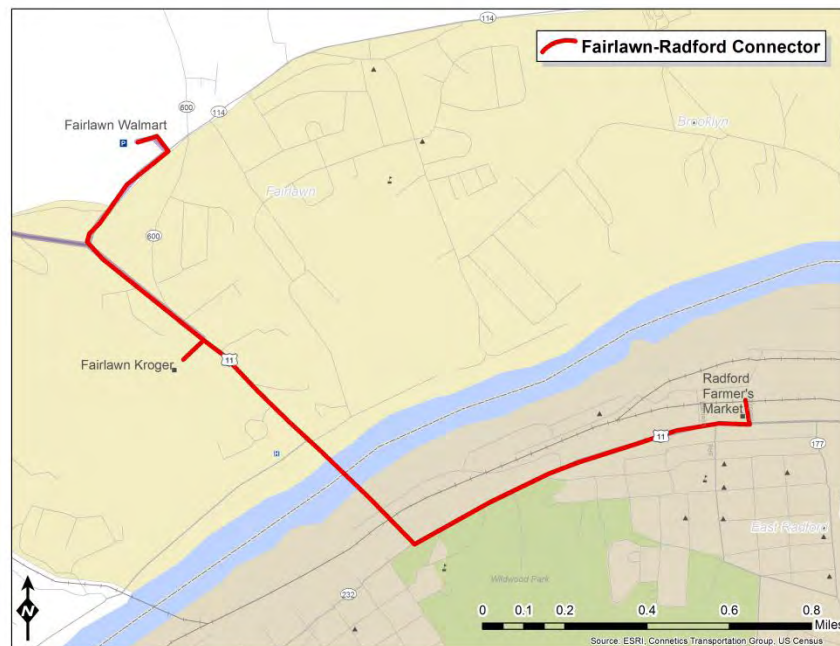 114
Fairlawn-Radford Connector
600
114
Fairlawn Walmart
P
Brooklyn
Fairlawn
600
11
Fairlawn Kroger
Radford
Farmer's
Market
11
177
H
East Radford
Wildwood Park
232
N
0 0.1 0.2 0.4 0.6 0.8
Miles
Source: ESRI, Connetics Transportation Group, US Census